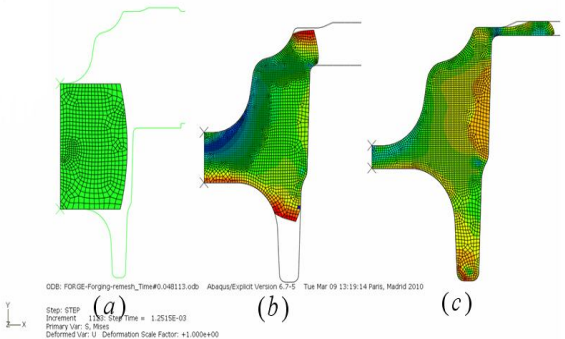 ODB: FORGE-Forging-remesh_Time#0.04B113.odb Abaqus/Explicit Version 6.7-5 Tue Mar 09 13:19:14 Paris, Madrid 2010
Y
Z X
Step: STEP
Increment 1123: Step Time = 1.2515E-03
Primary Var: S, Mises
Deformed Var: U Deformation Scale Factor: +1.000e+00
(a) (b) (c)